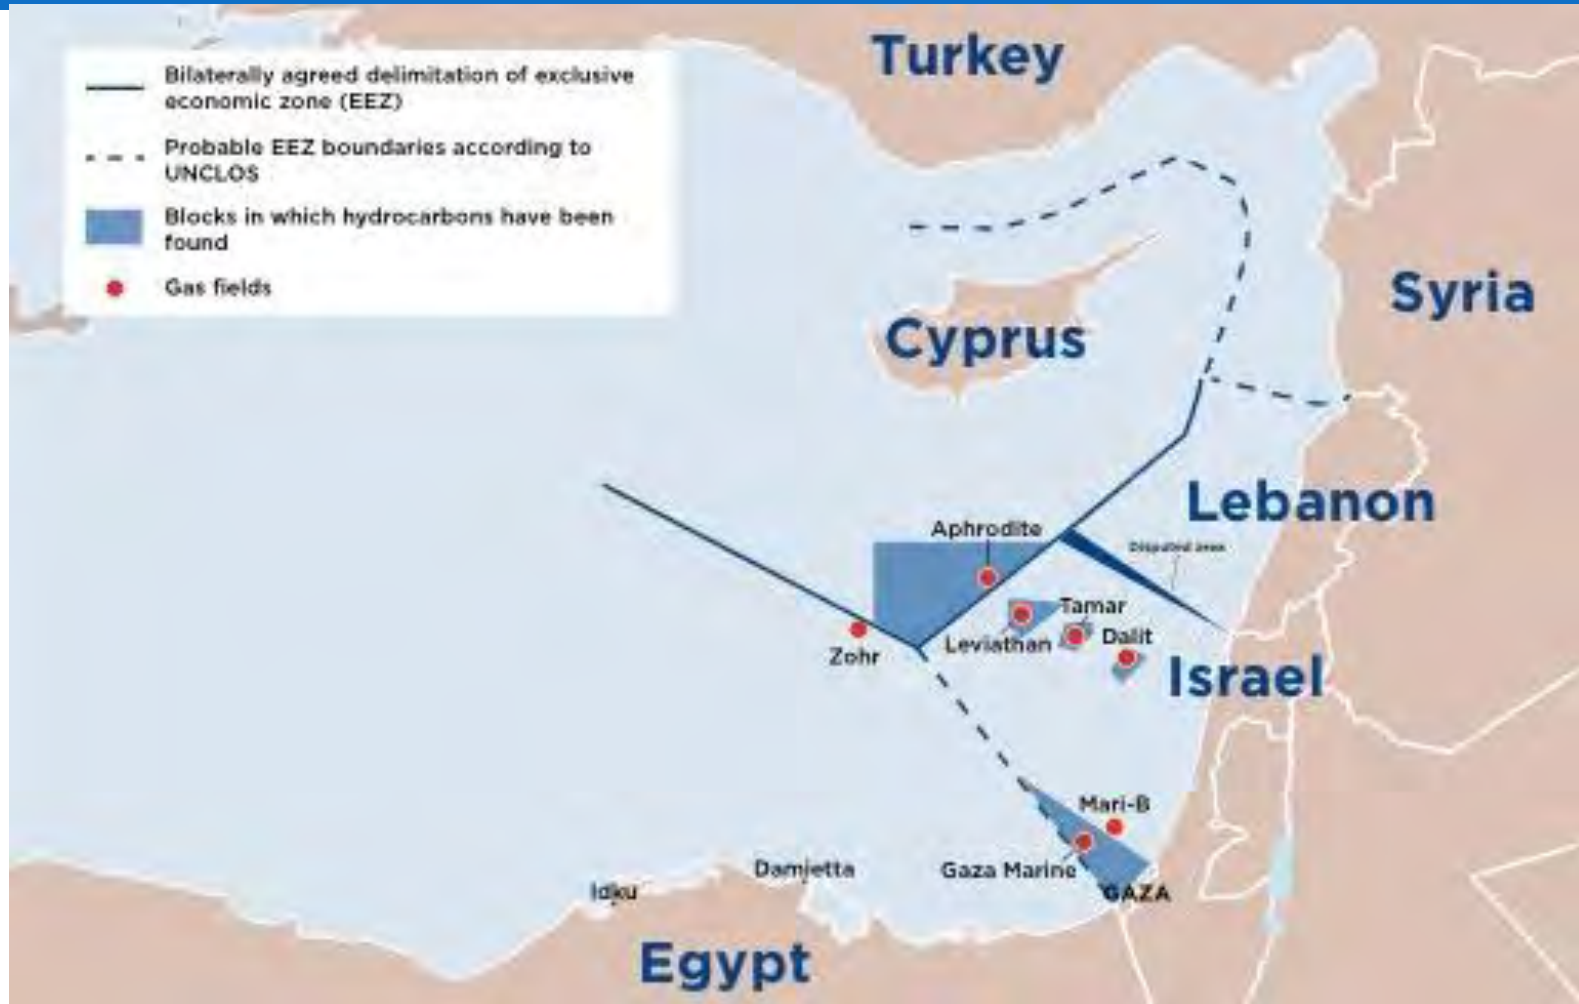 Turkey
Bilaterally agreed delimitation of exclusive
economic zone (EEZ)
Probable EEZ boundaries according to
UNCLOS
Blocks in which hydrocarbons have been
found
Gas fields
Syria
Cyprus
Lebanon
Aphrodite
Disputed area
Tamar
Leviathan
Dalit
Zohr
Israel
Mari-B
Damietta
Gaza Marine
Idku
GAZA
Egypt